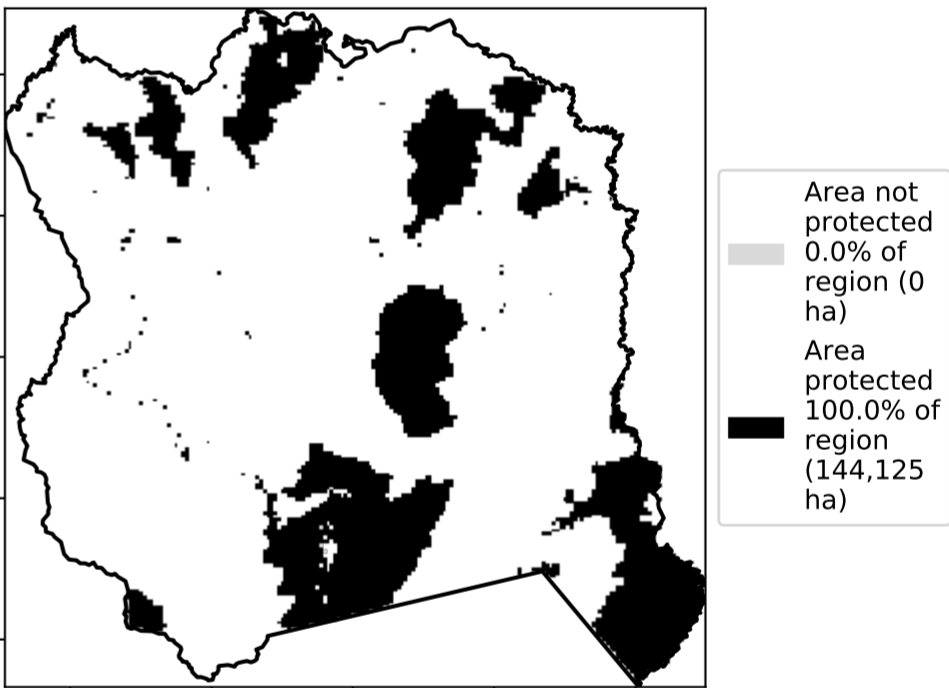 Area not
protected
0.0% of
region (0
ha)
Area
protected
100.0% of
region
(144,125
ha)